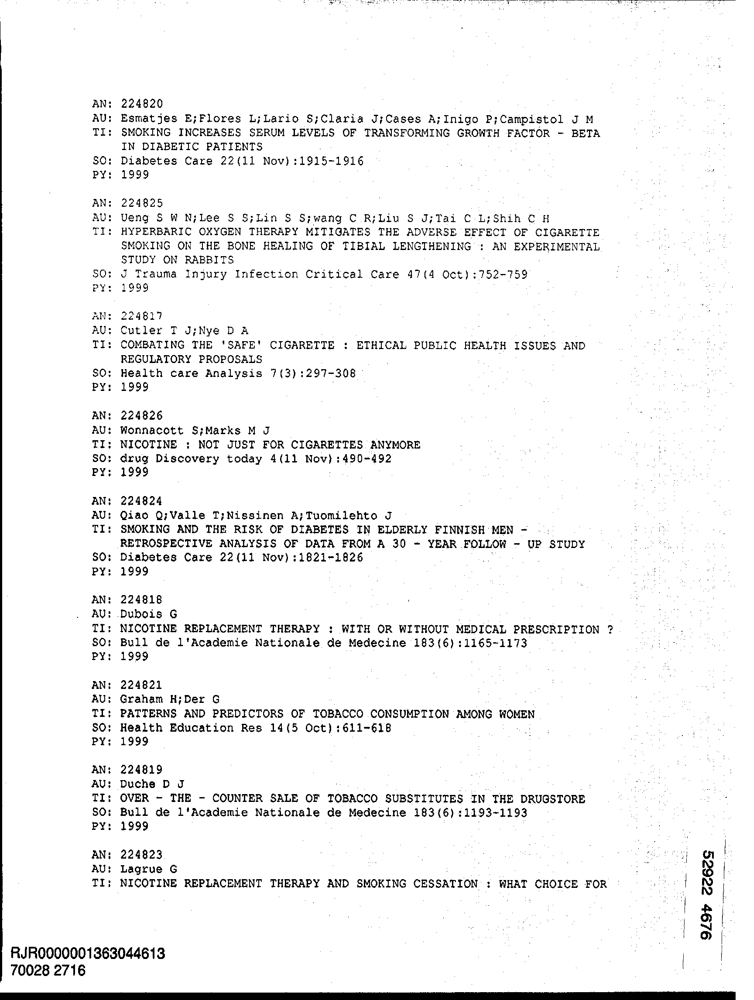 AN: 224820
AU: Esmatjes E;Flores L;Lario S;Claria J;Cases A;Inigo P;Campistol J M
TI: SMOKING INCREASES SERUM LEVELS OF TRANSFORMING GROWTH FACTOR - BETA
IN DIABETIC PATIENTS
SO: Diabetes Care 22(11 Nov):1915-1916
PY: 1999
AN: 224825
AU: Ueng S W N;Lee S S;Lin S S;wang C R;Liu S J;Tai C L;Shih C H
TI: HYPERBARIC OXYGEN THERAPY MITIGATES THE ADVERSE EFFECT OF CIGARETTE
SMOKING ON THE BONE HEALING OF TIBIAL LENGTHENING : AN EXPERIMENTAL
STUDY ON RABBITS
SO: J Trauma Injury Infection Critical Care 47(4 Oct):752-759
PY: 1999
AN: 224817
AU: Cutler T J;Nye D A
TI: COMBATING THE 'SAFE' CIGARETTE : ETHICAL PUBLIC HEALTH ISSUES AND
REGULATORY PROPOSALS
SO: Health care Analysis 7(3):297-308
PY: 1999
AN: 224826
AU: Wonnacott S;Marks M J
TI: NICOTINE : NOT JUST FOR CIGARETTES ANYMORE
SO: drug Discovery today 4(11 Nov):490-492
PY: 1999
AN: 224824
AU: Qiao Q;Valle T;Nissinen A;Tuomilehto J
TI: SMOKING AND THE RISK OF DIABETES IN ELDERLY FINNISH MEN -
RETROSPECTIVE ANALYSIS OF DATA FROM A 30 - YEAR FOLLOW - UP STUDY
SO: Diabetes Care 22(11 Nov):1821-1826
PY: 1999
AN: 224818
AU: Dubois G
TI: NICOTINE REPLACEMENT THERAPY : WITH OR WITHOUT MEDICAL PRESCRIPTION ?
SO: Bull de l'Academie Nationale de Medecine 183(6):1165-1173
PY: 1999
AN: 224821
AU: Graham H;Der G
TI: PATTERNS AND PREDICTORS OF TOBACCO CONSUMPTION AMONG WOMEN
SO: Health Education Res 14(5 Oct):611-618
PY: 1999
AN: 224819
AU: Duche D J
TI: OVER - THE - COUNTER SALE OF TOBACCO SUBSTITUTES IN THE DRUGSTORE
SO: Bull de l'Academie Nationale de Medecine 183(6):1193-1193
PY: 1999
AN: 224823
AU: Lagrue G
TI: NICOTINE REPLACEMENT THERAPY AND SMOKING CESSATION : WHAT CHOICE FOR
52922 4676
RJR0000001363044613
70028 2716